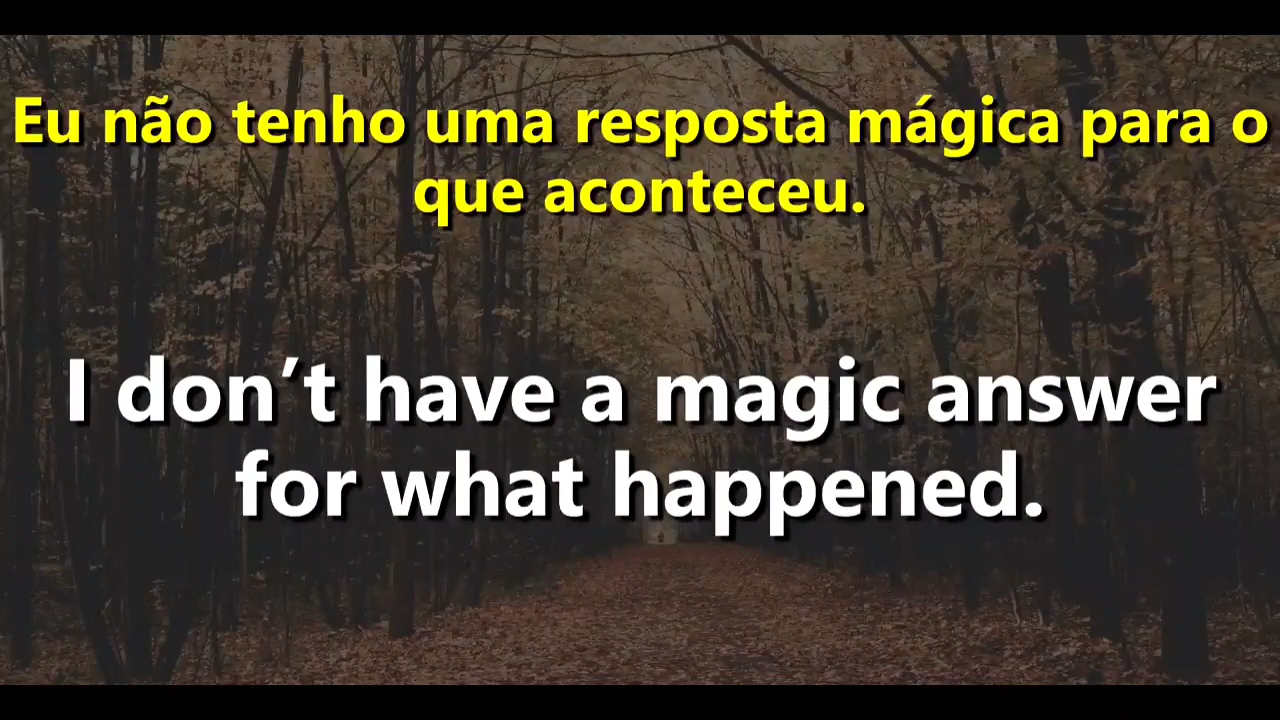 Eu não tenho uma resposta mágica para o
que aconteceu.
I don’t have a magic answer
for what happened.